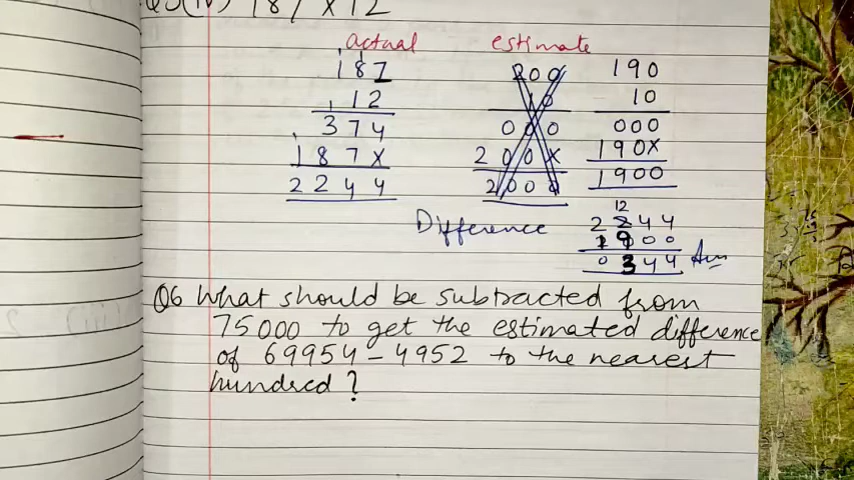 Q5(iv) 187 x 12
actual estimate
187 200 190
12 10 10
374 000 000
187x 200x 190x
2244 2000 1900
Difference 2244
1900
0344 Ans
Q6 What should be subtracted from
75000 to get the estimated difference
of 69954 - 4952 to the nearest
hundred?